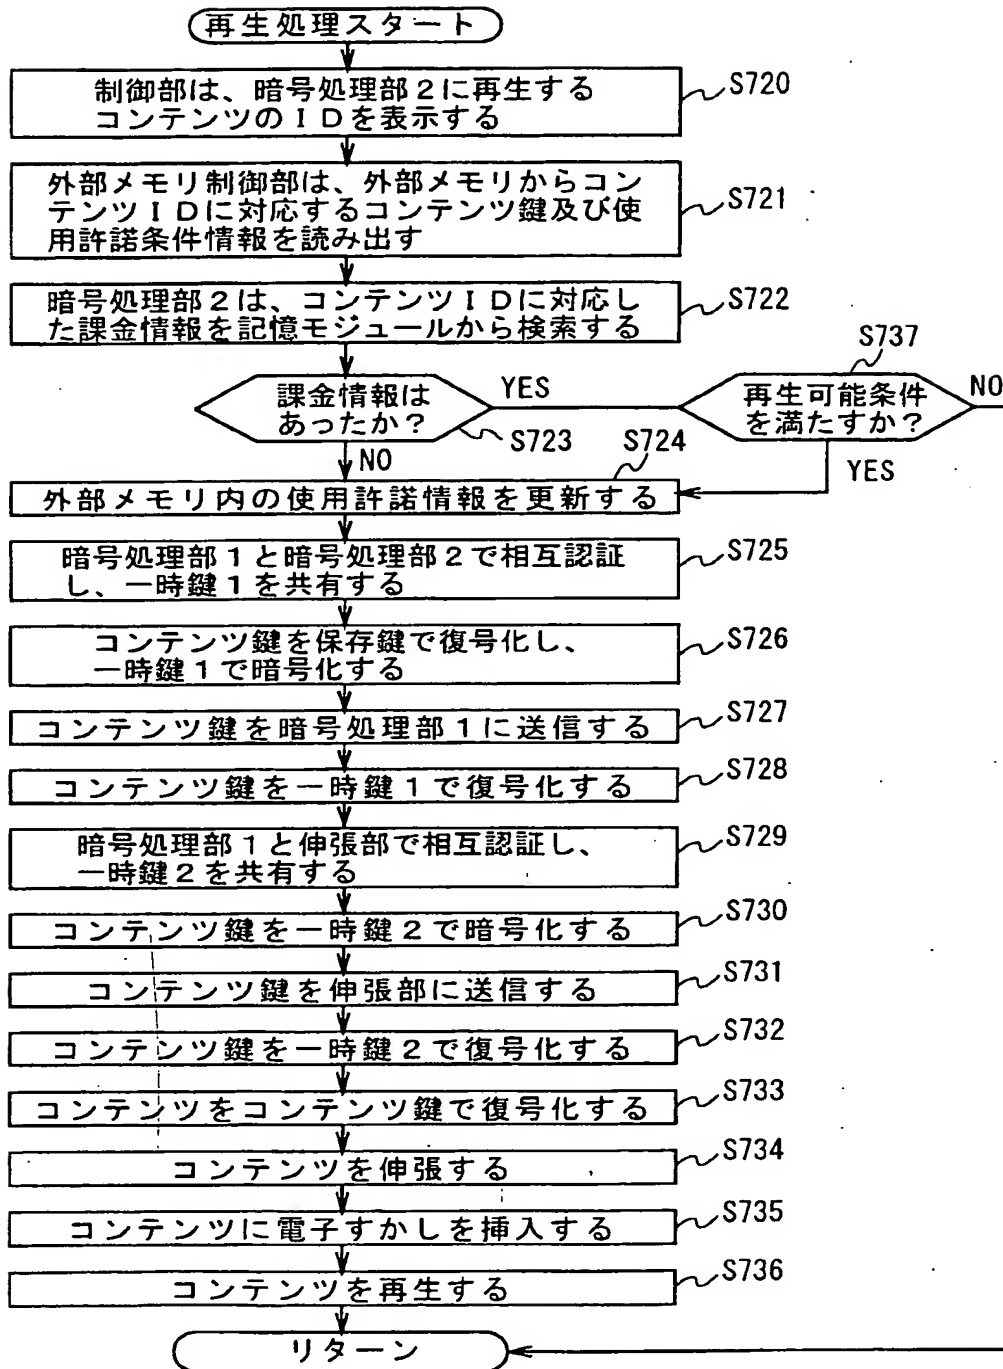 再生処理スタート
制御部は、暗号処理部2に再生する
コンテンツのIDを表示する
S720
外部メモリ制御部は、外部メモリからコン
テンツIDに対応するコンテンツ鍵及び使
用許諾条件情報を読み出す
S721
暗号処理部2は、コンテンツIDに対応し
た課金情報を記憶モジュールから検索する
S722
課金情報は
あったか?
S723
YES
NO
再生可能条件
を満たすか?
S737
NO
YES
外部メモリ内の使用許諾情報を更新する
S724
暗号処理部1と暗号処理部2で相互認証
し、一時鍵1を共有する
S725
コンテンツ鍵を保存鍵で復号化し、
一時鍵1で暗号化する
S726
コンテンツ鍵を暗号処理部1に送信する
S727
コンテンツ鍵を一時鍵1で復号化する
S728
暗号処理部1と伸張部で相互認証し、
一時鍵2を共有する
S729
コンテンツ鍵を一時鍵2で暗号化する
S730
コンテンツ鍵を伸張部に送信する
S731
コンテンツ鍵を一時鍵2で復号化する
S732
コンテンツをコンテンツ鍵で復号化する
S733
コンテンツを伸張する
S734
コンテンツに電子すかしを挿入する
S735
コンテンツを再生する
S736
リターン